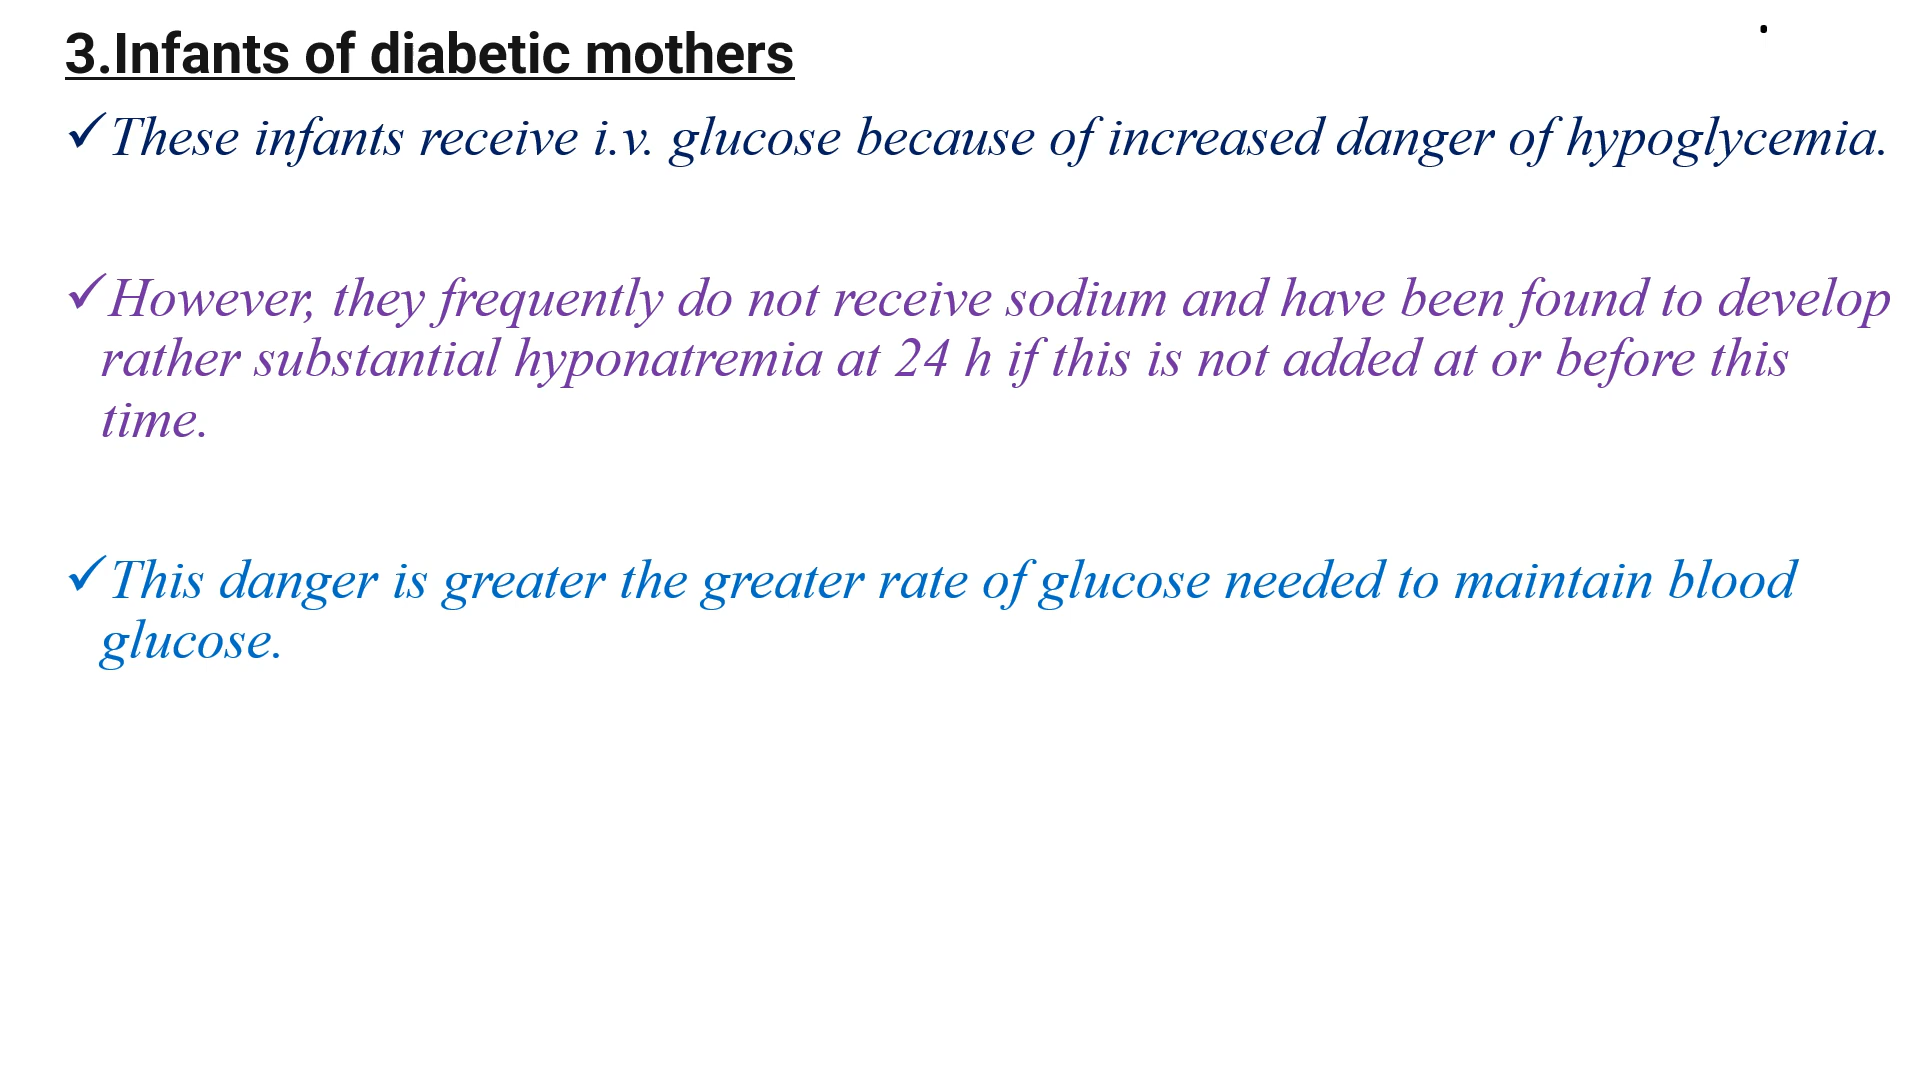 3.Infants of diabetic mothers
.
✓These infants receive i.v. glucose because of increased danger of hypoglycemia.
✓However, they frequently do not receive sodium and have been found to develop
rather substantial hyponatremia at 24 h if this is not added at or before this
time.
✓This danger is greater the greater rate of glucose needed to maintain blood
glucose.